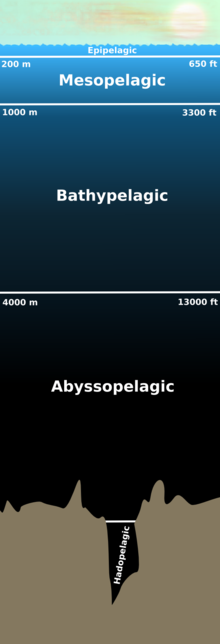 Epipelagic
200 m 650 ft
Mesopelagic
1000 m 3300 ft
Bathypelagic
4000 m 13000 ft
Abyssopelagic
Hadopelagic